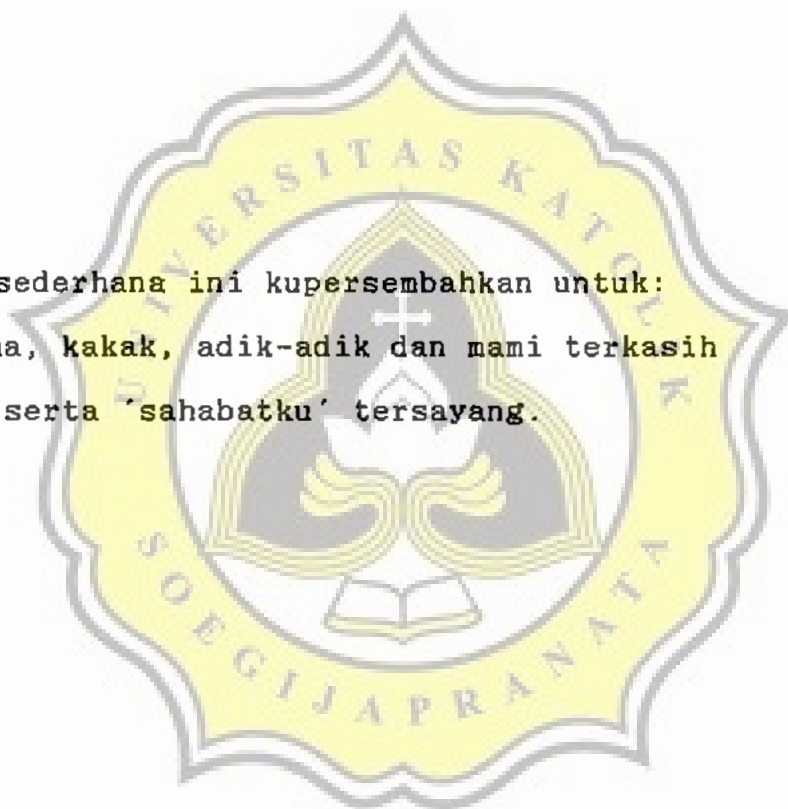 sederhana ini kupersembahkan untuk:
kakak, adik-adik dan mami terkasih
serta ´sahabatku´ tersayang.
UNIVERSITAS KATOLIK
SOEGIJAPRANATA